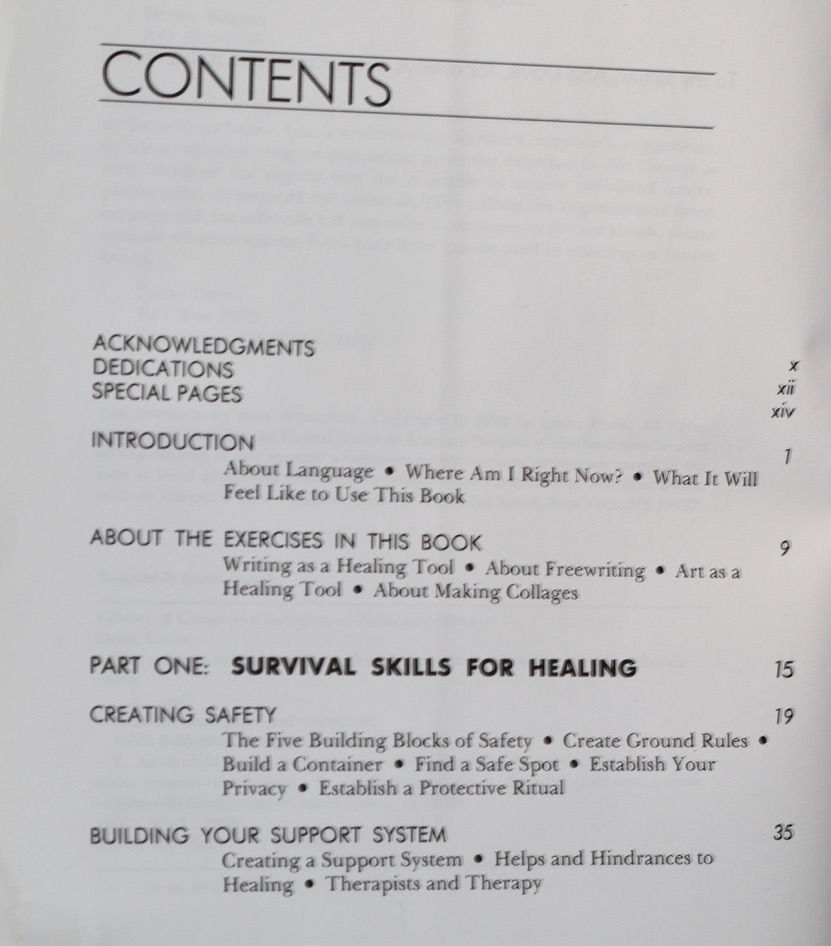 CONTENTS
ACKNOWLEDGMENTS x
DEDICATIONS xii
SPECIAL PAGES xiv
INTRODUCTION 1
About Language • Where Am I Right Now? • What It Will
Feel Like to Use This Book
ABOUT THE EXERCISES IN THIS BOOK 9
Writing as a Healing Tool • About Freewriting • Art as a
Healing Tool • About Making Collages
PART ONE: SURVIVAL SKILLS FOR HEALING 15
CREATING SAFETY 19
The Five Building Blocks of Safety • Create Ground Rules •
Build a Container • Find a Safe Spot • Establish Your
Privacy • Establish a Protective Ritual
BUILDING YOUR SUPPORT SYSTEM 35
Creating a Support System • Helps and Hindrances to
Healing • Therapists and Therapy